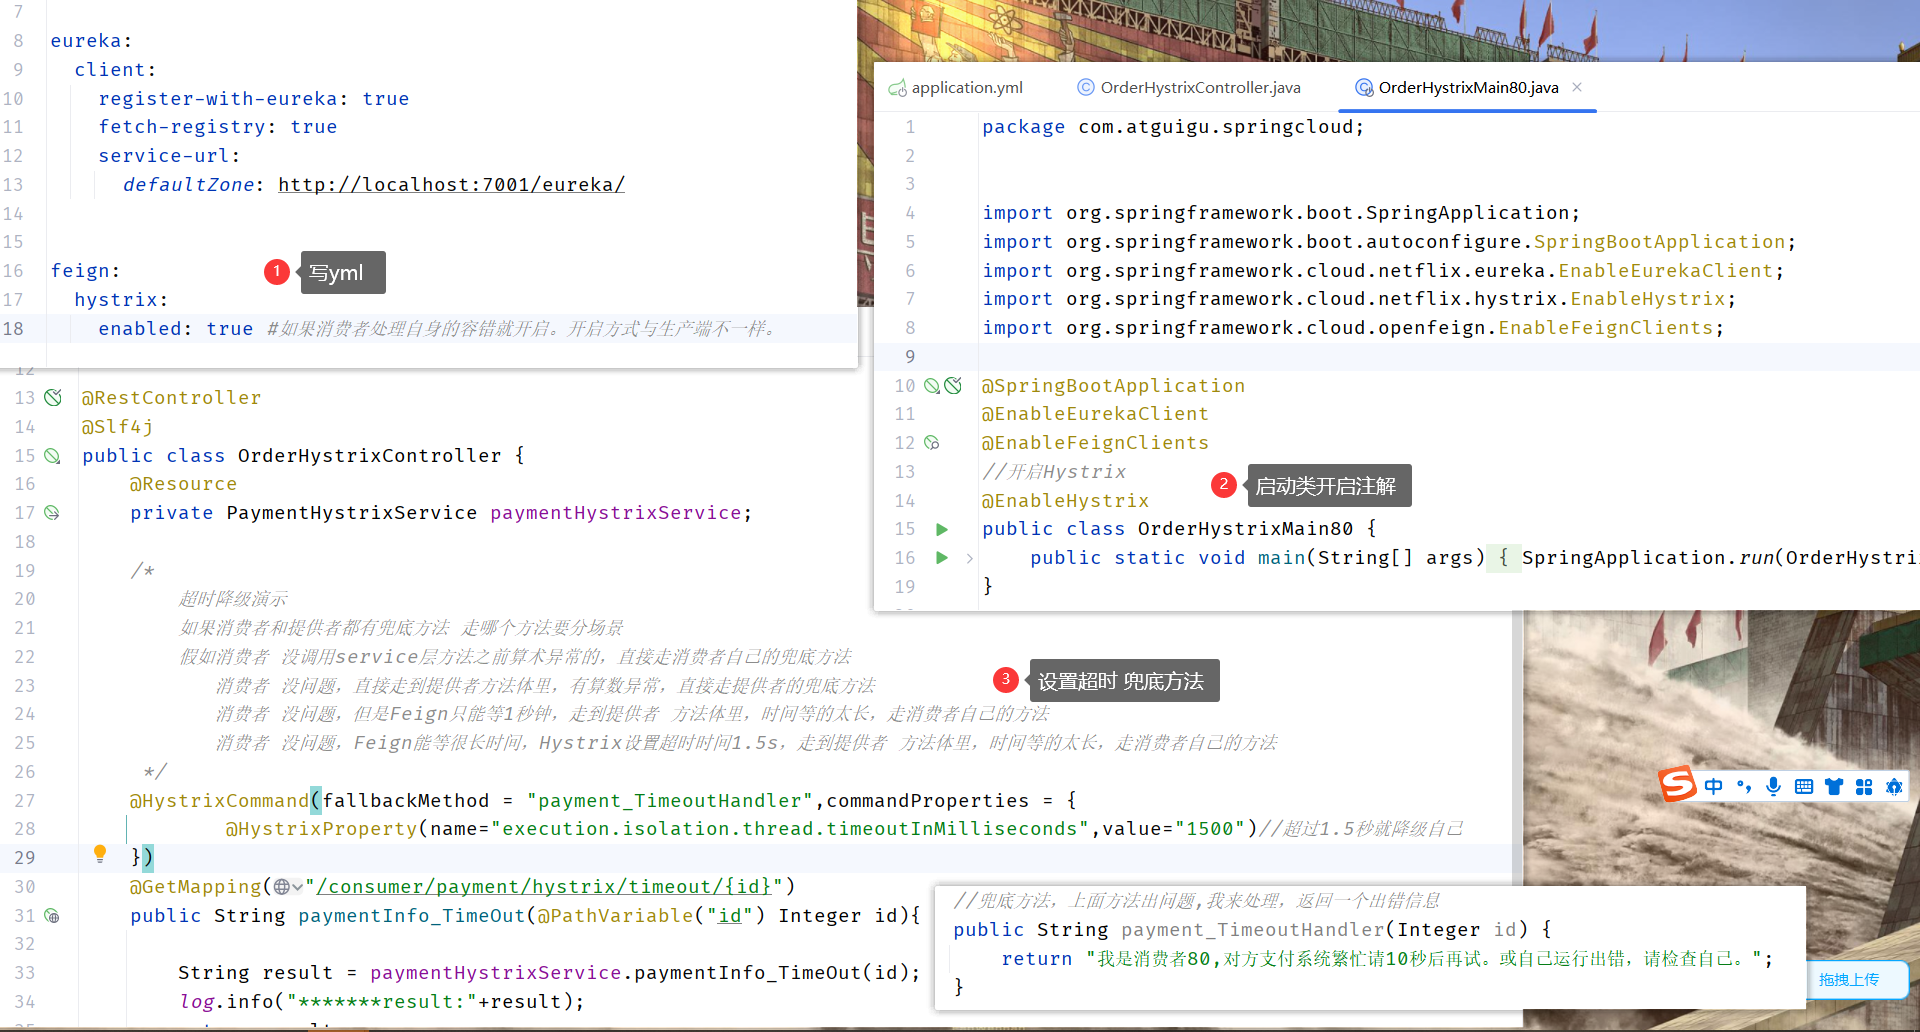 7
8 eureka:
9 client:
10 register-with-eureka: true
11 fetch-registry: true
12 service-url:
13 defaultZone: http://localhost:7001/eureka/
14
15
16 feign:
1 写yml
17 hystrix:
18 enabled: true #如果消费者处理自身的容错就开启。开启方式与生产端不一样。
application.yml OrderHystrixController.java OrderHystrixMain80.java
1 package com.atguigu.springcloud;
2
3
4 import org.springframework.boot.SpringApplication;
5 import org.springframework.boot.autoconfigure.SpringBootApplication;
6 import org.springframework.cloud.netflix.eureka.EnableEurekaClient;
7 import org.springframework.cloud.netflix.hystrix.EnableHystrix;
8 import org.springframework.cloud.openfeign.EnableFeignClients;
9
10 @SpringBootApplication
11 @EnableEurekaClient
12 @EnableFeignClients
13 //开启Hystrix
2 启动类开启注解
14 @EnableHystrix
15 public class OrderHystrixMain80 {
16 public static void main(String[] args) { SpringApplication.run(OrderHystri
19 }
12
13 @RestController
14 @Slf4j
15 public class OrderHystrixController {
16 @Resource
17 private PaymentHystrixService paymentHystrixService;
18
19 /*
20 超时降级演示
21 如果消费者和提供者都有兜底方法 走哪个方法要分场景
22 假如消费者 没调用service层方法之前算术异常的，直接走消费者自己的兜底方法
23 消费者 没问题，直接走到提供者方法体里，有算数异常，直接走提供者的兜底方法
3 设置超时 兜底方法
24 消费者 没问题，但是Feign只能等1秒钟，走到提供者 方法体里，时间等的太长，走消费者自己的方法
25 消费者 没问题，Feign能等很长时间，Hystrix设置超时时间1.5s，走到提供者 方法体里，时间等的太长，走消费者自己的方法
26 */
27 @HystrixCommand(fallbackMethod = "payment_TimeoutHandler",commandProperties = {
28 @HystrixProperty(name="execution.isolation.thread.timeoutInMilliseconds",value="1500")//超过1.5秒就降级自己
29 })
30 @GetMapping("/consumer/payment/hystrix/timeout/{id}")
31 public String paymentInfo_TimeOut(@PathVariable("id") Integer id){
32
33 String result = paymentHystrixService.paymentInfo_TimeOut(id);
34 log.info("*******result:"+result);
//兜底方法，上面方法出问题,我来处理，返回一个出错信息
public String payment_TimeoutHandler(Integer id) {
return "我是消费者80,对方支付系统繁忙请10秒后再试。或自己运行出错，请检查自己。";
}
S 中
拖拽上传